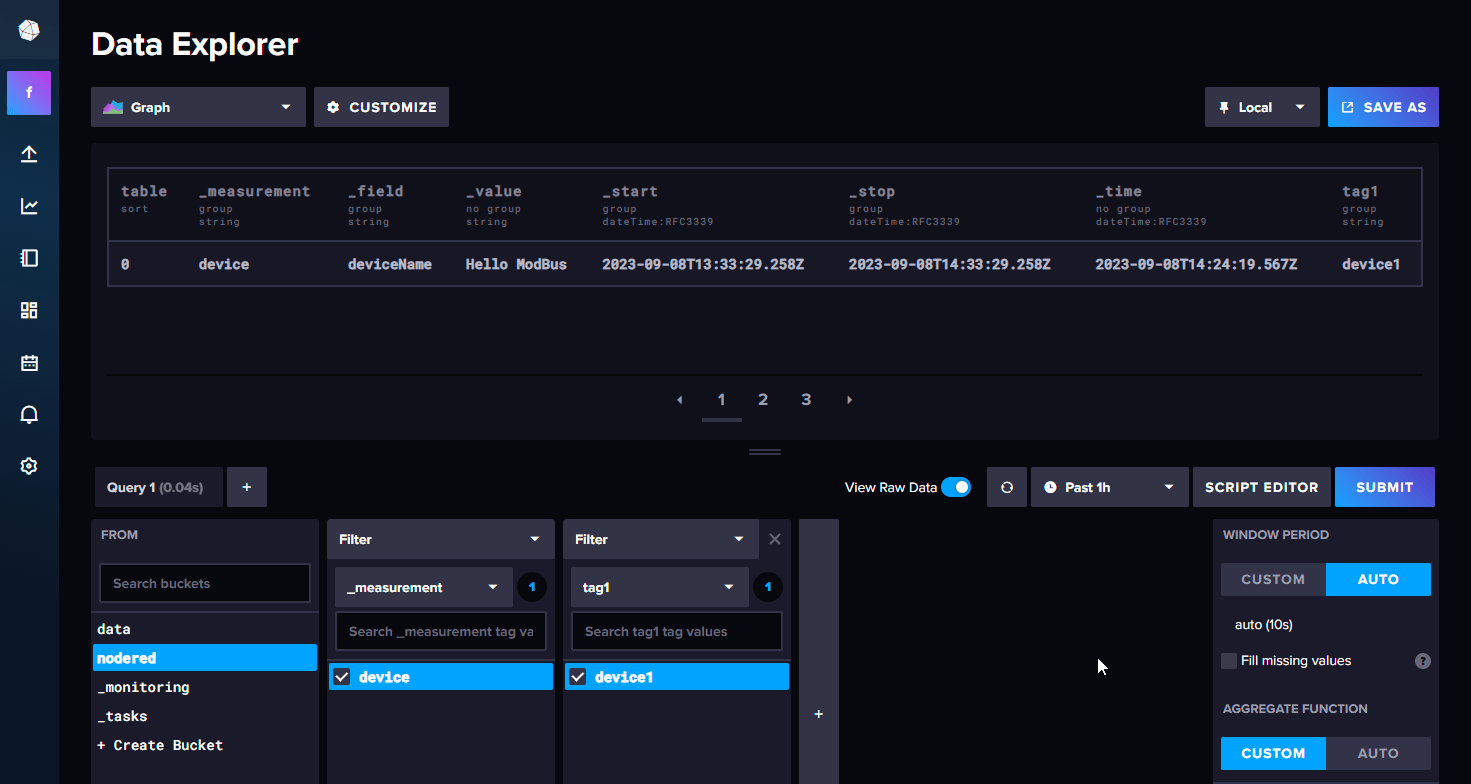 Data Explorer
f
Graph
CUSTOMIZE
Local
SAVE AS
table _measurement _field _value _start _stop _time tag1
sort group group no group group group no group group
string string string dateTime:RFC3339 dateTime:RFC3339 dateTime:RFC3339 string
0 device deviceName Hello ModBus 2023-09-08T13:33:29.258Z 2023-09-08T14:33:29.258Z 2023-09-08T14:24:19.567Z device1
1 2 3
Query 1 (0.04s)
+
View Raw Data
Past 1h
SCRIPT EDITOR
SUBMIT
FROM
Search buckets
data
nodered
_monitoring
_tasks
+ Create Bucket
Filter
_measurement
1
Search _measurement tag va
device
Filter
tag1
1
Search tag1 tag values
device1
+
WINDOW PERIOD
CUSTOM AUTO
auto (10s)
Fill missing values
?
AGGREGATE FUNCTION
CUSTOM AUTO